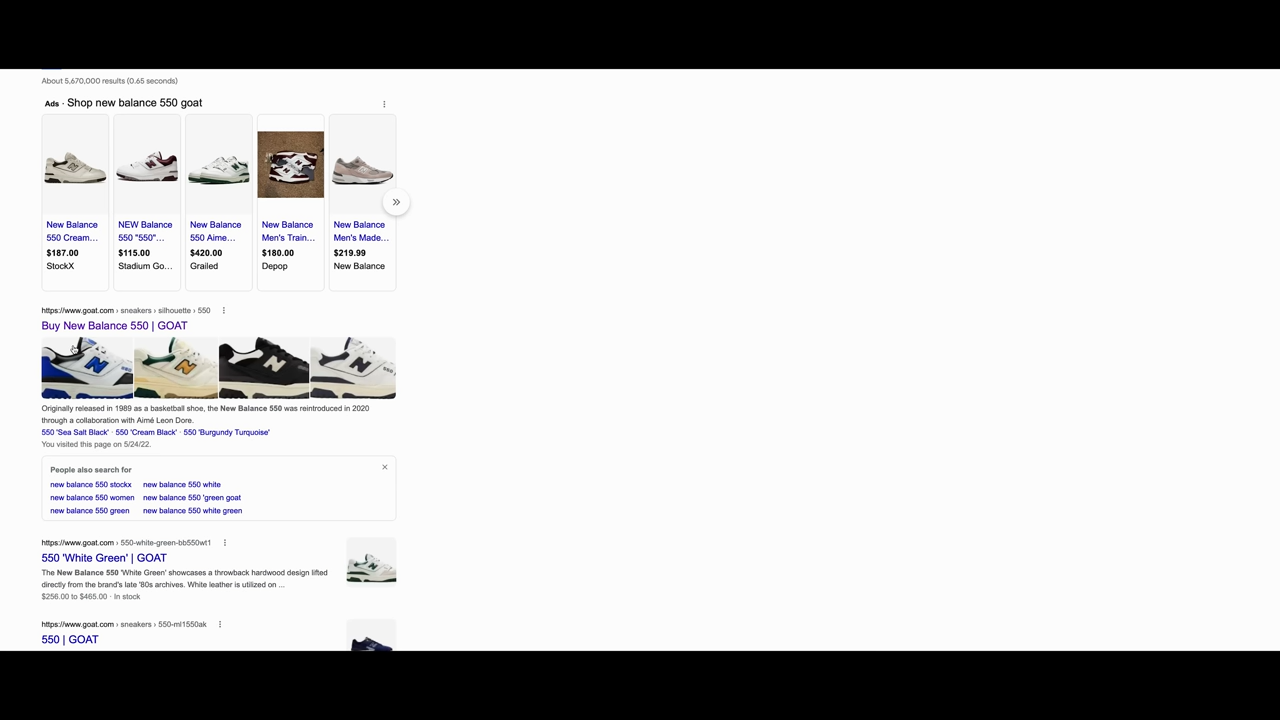 About 5,670,000 results (0.65 seconds)
Ads · Shop new balance 550 goat
New Balance
550 Cream...
$187.00
StockX
NEW Balance
550 "550"...
$115.00
Stadium Go...
New Balance
550 Aime...
$420.00
Grailed
New Balance
Men's Train...
$180.00
Depop
New Balance
Men's Made...
$219.99
New Balance
https://www.goat.com › sneakers › silhouette › 550
Buy New Balance 550 | GOAT
Originally released in 1989 as a basketball shoe, the New Balance 550 was reintroduced in 2020
through a collaboration with Aimé Leon Dore.
550 'Sea Salt Black' · 550 'Cream Black' · 550 'Burgundy Turquoise'
You visited this page on 5/24/22.
People also search for
new balance 550 stockx new balance 550 white
new balance 550 women new balance 550 'green goat
new balance 550 green new balance 550 white green
https://www.goat.com › 550-white-green-bb550wt1
550 'White Green' | GOAT
The New Balance 550 'White Green' showcases a throwback hardwood design lifted
directly from the brand's late '80s archives. White leather is utilized on ...
$256.00 to $465.00 · In stock
https://www.goat.com › sneakers › 550-ml1550ak
550 | GOAT